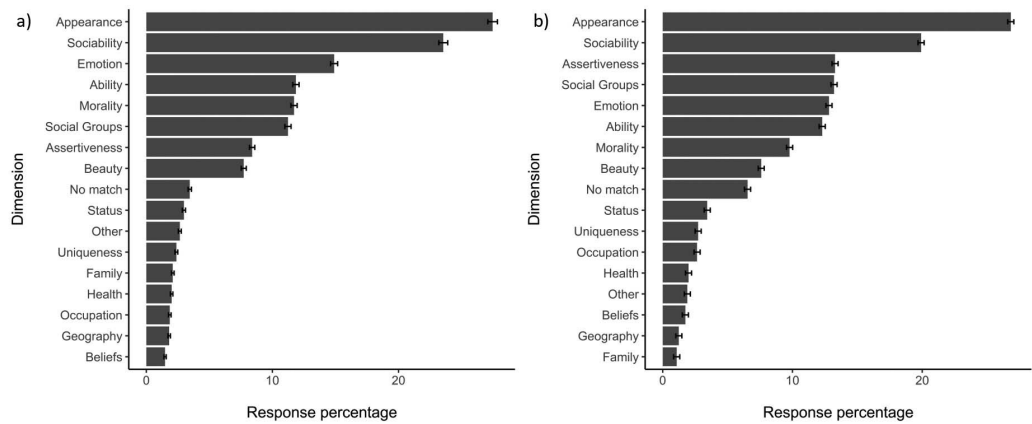 a)
Appearance
Sociability
Emotion
Ability
Morality
Social Groups
Assertiveness
Beauty
No match
Status
Other
Uniqueness
Family
Health
Occupation
Geography
Beliefs
Dimension
0 10 20
Response percentage
b)
Appearance
Sociability
Assertiveness
Social Groups
Emotion
Ability
Morality
Beauty
No match
Status
Uniqueness
Occupation
Health
Other
Beliefs
Geography
Family
Dimension
0 10 20
Response percentage